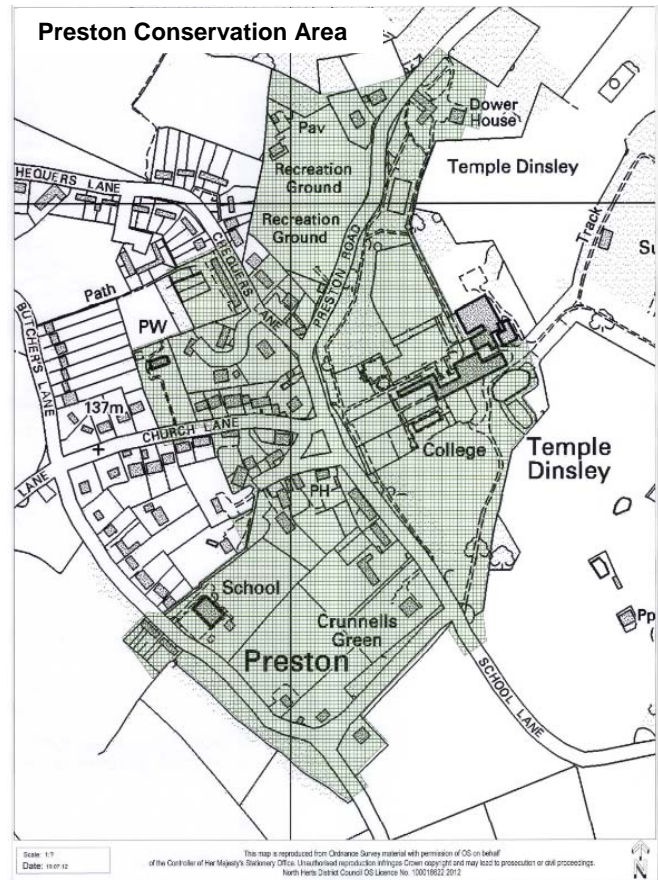 Preston Conservation Area
Dower
House
Pav
Temple Dinsley
Recreation
Ground
HEQUERS LANE
Recreation
Ground
CHEQUERS LANE
PRESTON ROAD
Track
Su
Path
BUTCHER'S LANE
PW
137m
CHURCH LANE
LANE
College
Temple
Dinsley
PH
School
Crunnells
Green
Pp
Preston
SCHOOL LANE
Scale: 1:?
Date: 10.07.12
This map is reproduced from Ordnance Survey material with permission of OS on behalf
of the Controller of Her Majesty's Stationery Office. Unauthorised reproduction infringes Crown copyright and may lead to prosecution or civil proceedings.
North Herts District Council OS Licence No. 100018622 2012
N